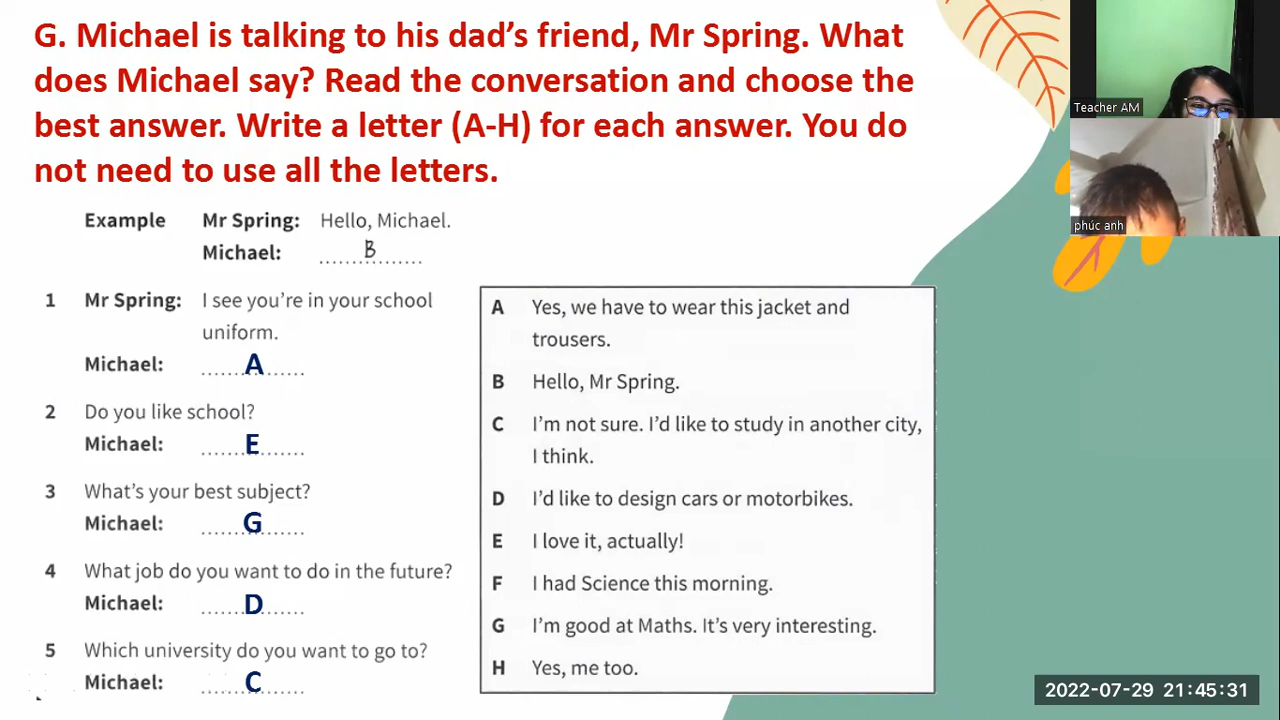 G. Michael is talking to his dad's friend, Mr Spring. What
does Michael say? Read the conversation and choose the
best answer. Write a letter (A-H) for each answer. You do
not need to use all the letters.
Example Mr Spring: Hello, Michael.
Michael: ....B....
1 Mr Spring: I see you're in your school
uniform.
Michael: ....A....
2 Do you like school?
Michael: ....E....
3 What's your best subject?
Michael: ....G....
4 What job do you want to do in the future?
Michael: ....D....
5 Which university do you want to go to?
Michael: ....C....
A Yes, we have to wear this jacket and
trousers.
B Hello, Mr Spring.
C I'm not sure. I'd like to study in another city,
I think.
D I'd like to design cars or motorbikes.
E I love it, actually!
F I had Science this morning.
G I'm good at Maths. It's very interesting.
H Yes, me too.
Teacher AM
phúc anh
2022-07-29 21:45:31